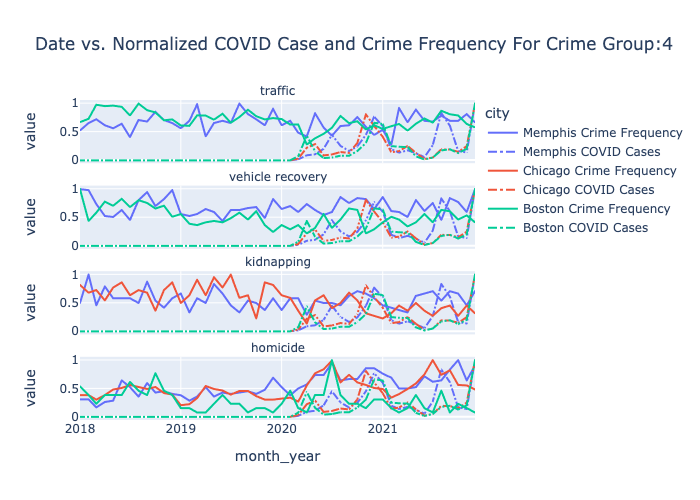 Date vs. Normalized COVID Case and Crime Frequency For Crime Group:4
traffic
1
0.5
0
value
vehicle recovery
1
0.5
0
value
kidnapping
1
0.5
0
value
homicide
1
0.5
0
value
2018 2019 2020 2021
month_year
city
Memphis Crime Frequency
Memphis COVID Cases
Chicago Crime Frequency
Chicago COVID Cases
Boston Crime Frequency
Boston COVID Cases